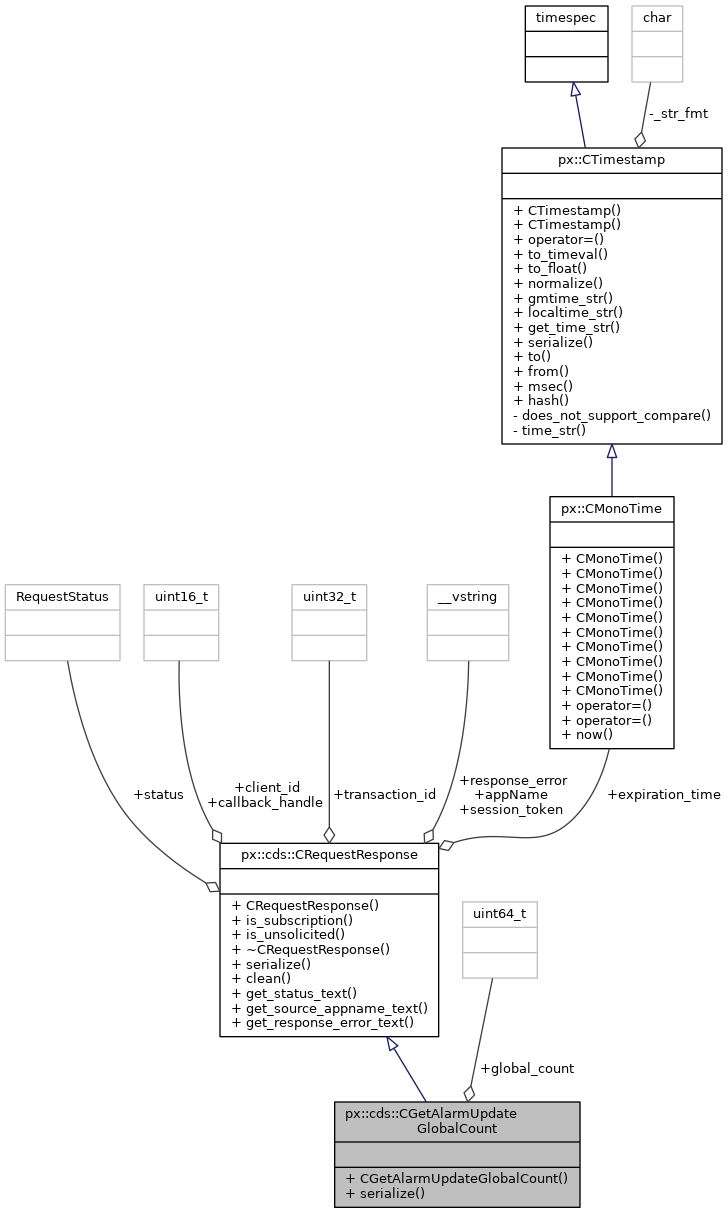 timespec
char
-_str_fmt
px::CTimestamp
+ CTimestamp()
+ CTimestamp()
+ operator=()
+ to_timeval()
+ to_float()
+ normalize()
+ gmtime_str()
+ localtime_str()
+ get_time_str()
+ serialize()
+ to()
+ from()
+ msec()
+ hash()
- does_not_support_compare()
- time_str()
px::CMonoTime
+ CMonoTime()
+ CMonoTime()
+ CMonoTime()
+ CMonoTime()
+ CMonoTime()
+ CMonoTime()
+ CMonoTime()
+ CMonoTime()
+ CMonoTime()
+ CMonoTime()
+ operator=()
+ operator=()
+ now()
RequestStatus
uint16_t
uint32_t
__vstring
+status
+client_id
+callback_handle
+transaction_id
+response_error
+appName
+session_token
+expiration_time
px::cds::CRequestResponse
+ CRequestResponse()
+ is_subscription()
+ is_unsolicited()
+ ~CRequestResponse()
+ serialize()
+ clean()
+ get_status_text()
+ get_source_appname_text()
+ get_response_error_text()
uint64_t
+global_count
px::cds::CGetAlarmUpdate
GlobalCount
+ CGetAlarmUpdateGlobalCount()
+ serialize()